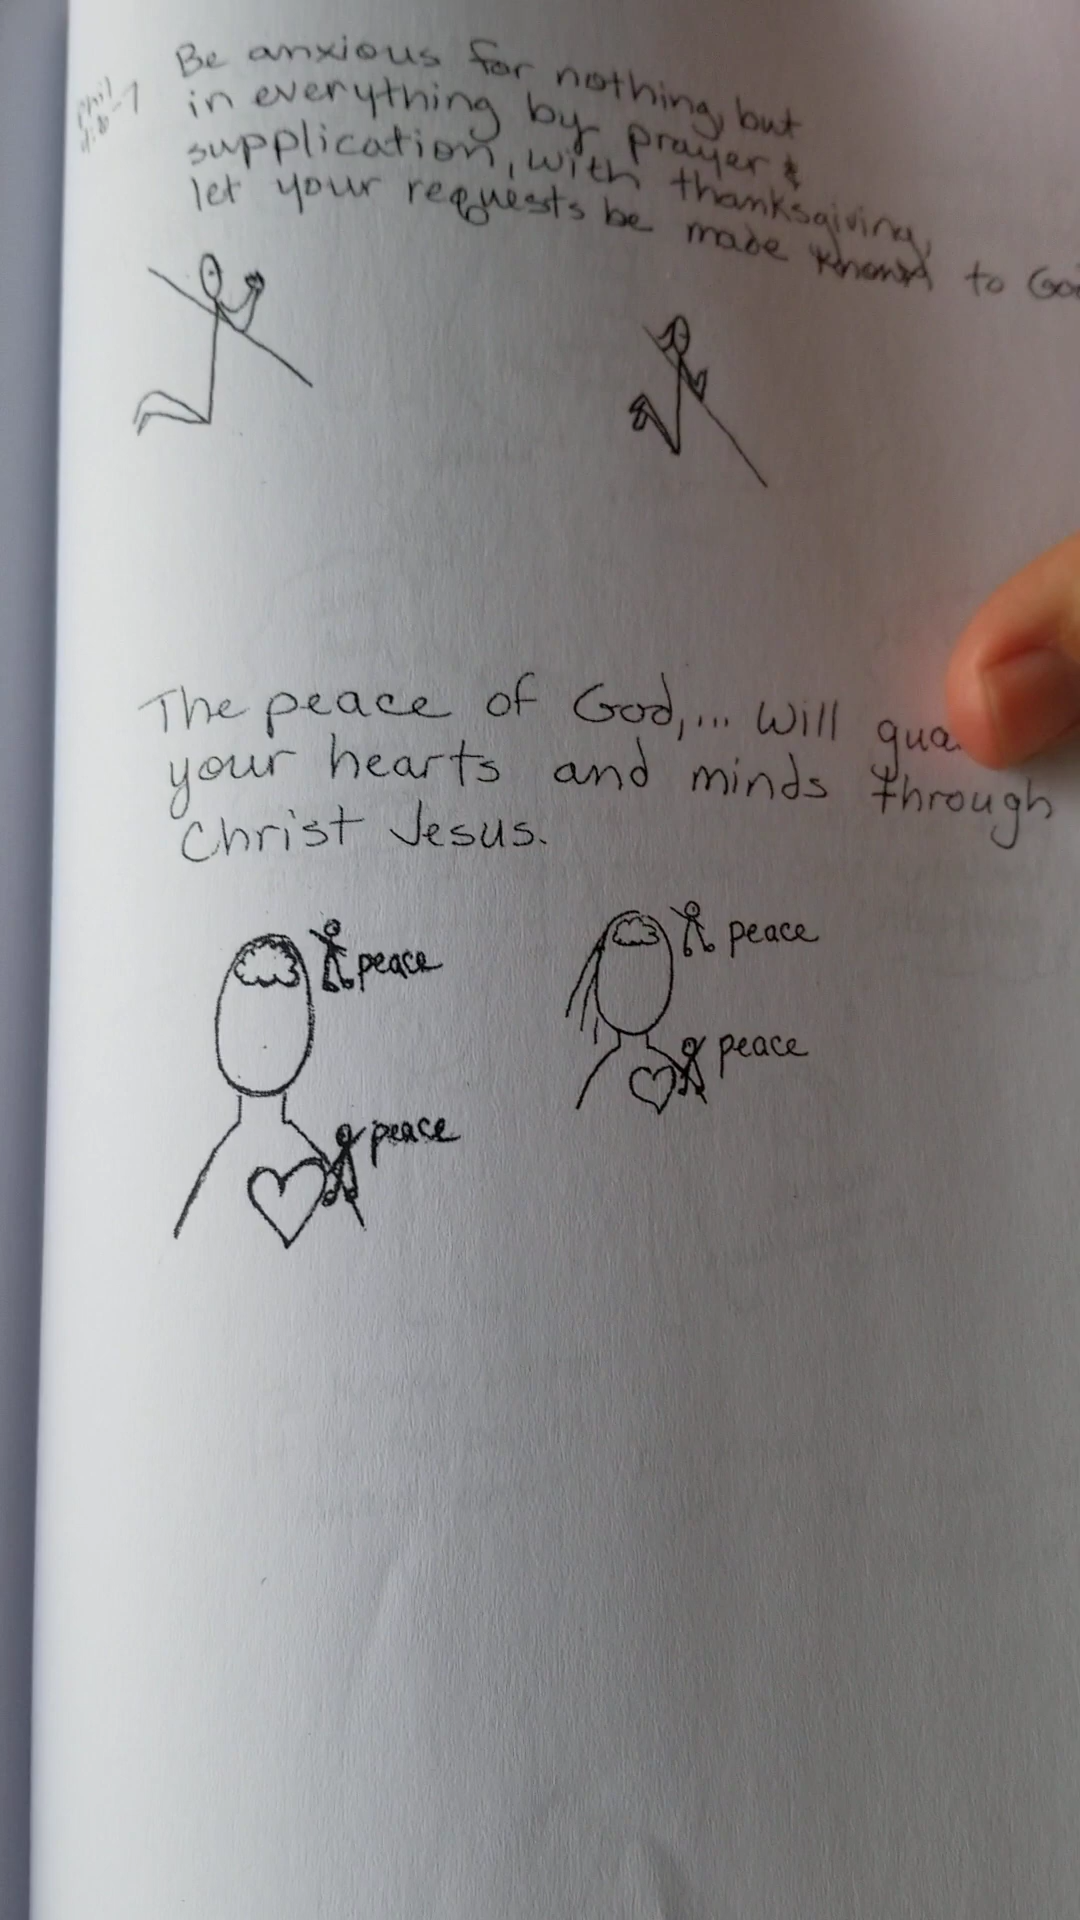 Phil
4:6-7
Be anxious for nothing, but
in everything by prayer &
supplication, with thanksgiving,
let your requests be made known to God
The peace of God,... will gua
your hearts and minds through
Christ Jesus.
peace
peace
peace
peace